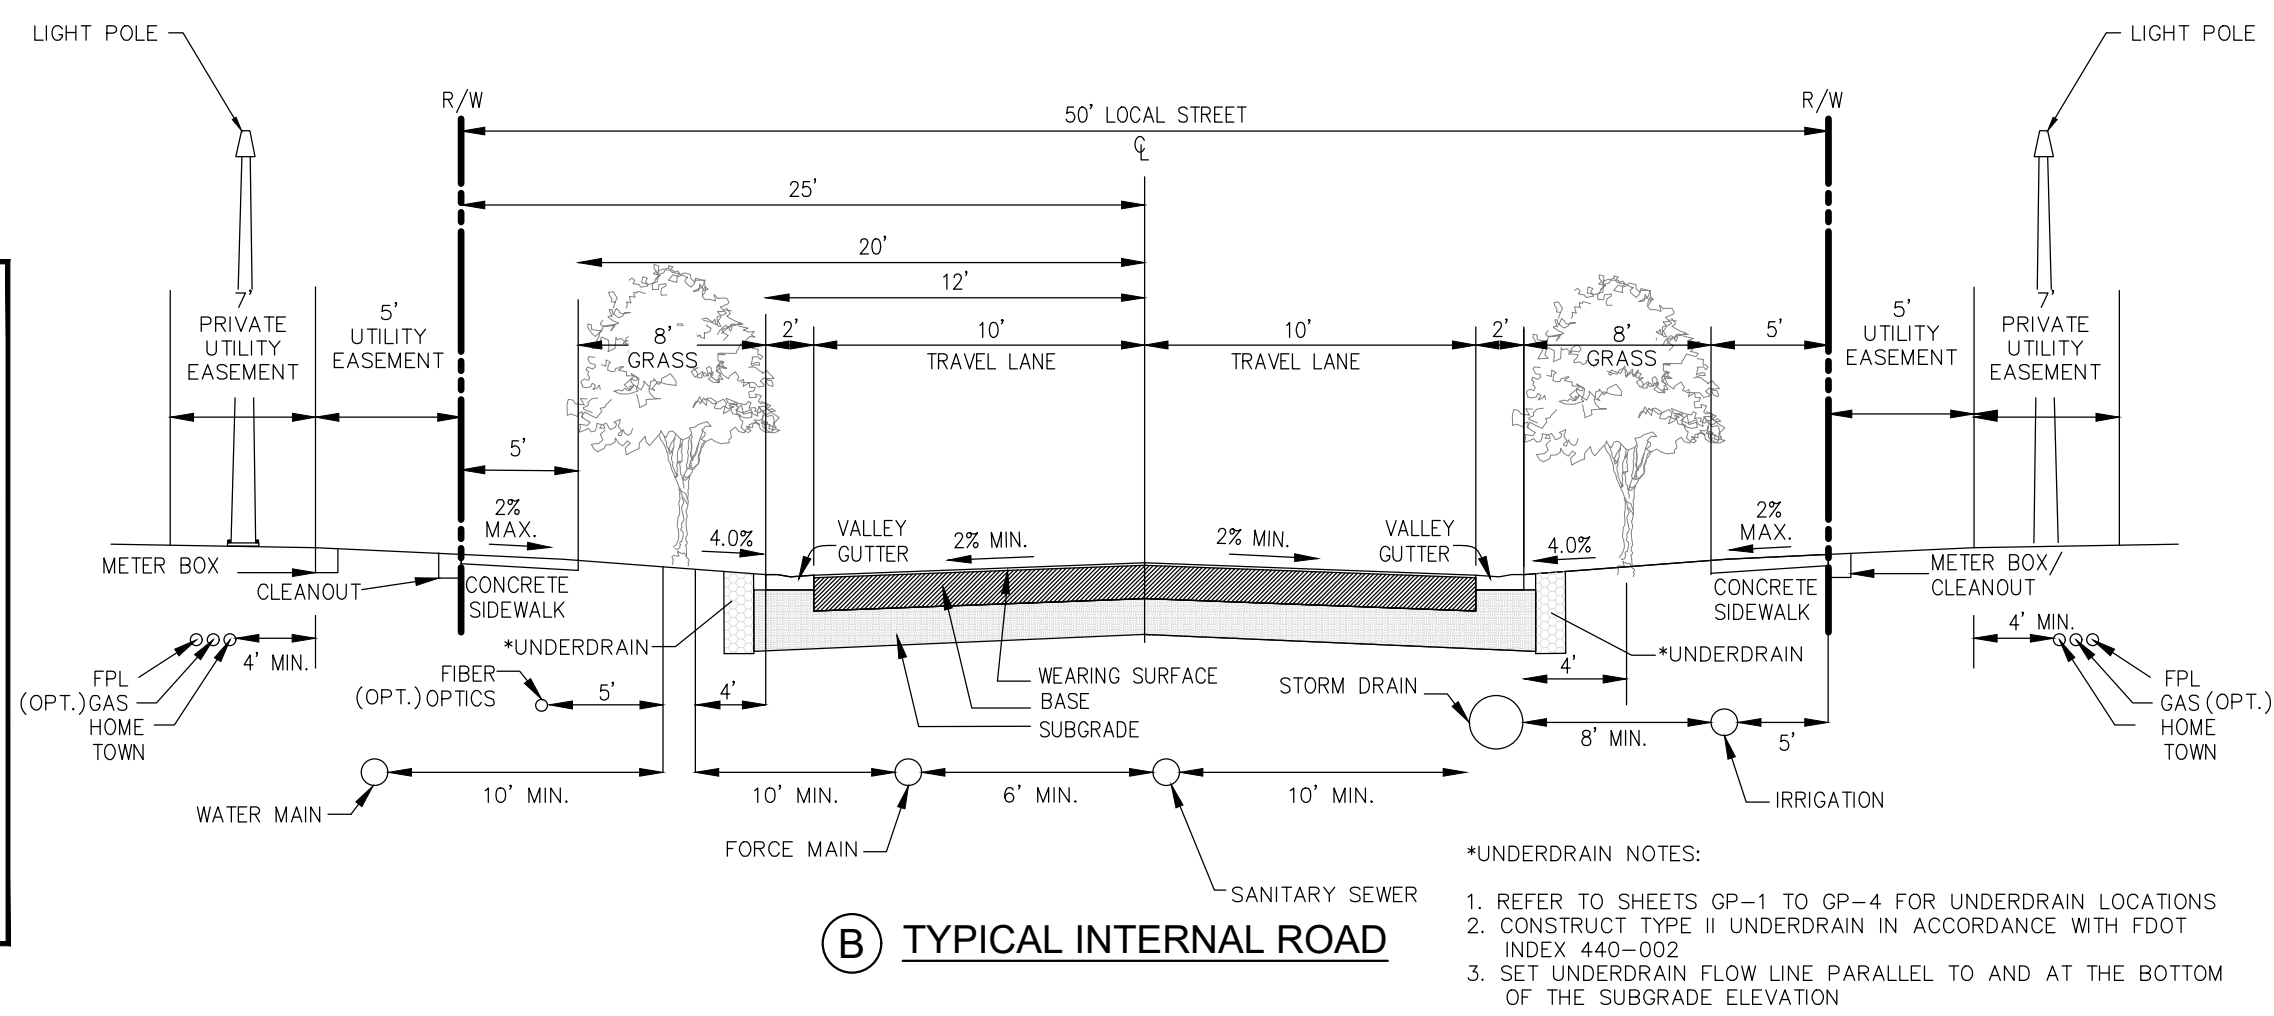 LIGHT POLE
LIGHT POLE
R/W
R/W
50' LOCAL STREET
℄
25'
20'
12'
7'
PRIVATE
UTILITY
EASEMENT
5'
UTILITY
EASEMENT
8'
GRASS
2'
10'
TRAVEL LANE
10'
TRAVEL LANE
2'
8'
GRASS
5'
5'
UTILITY
EASEMENT
7'
PRIVATE
UTILITY
EASEMENT
5'
2%
MAX.
4.0%
VALLEY
GUTTER
2% MIN.
2% MIN.
VALLEY
GUTTER
4.0%
2%
MAX.
METER BOX
CLEANOUT
CONCRETE
SIDEWALK
CONCRETE
SIDEWALK
METER BOX/
CLEANOUT
4' MIN.
FPL
(OPT.)GAS
HOME
TOWN
*UNDERDRAIN
FIBER
(OPT.)OPTICS
5'
4'
WEARING SURFACE
BASE
SUBGRADE
STORM DRAIN
4'
*UNDERDRAIN
4' MIN.
FPL
GAS(OPT.)
HOME
TOWN
8' MIN.
5'
WATER MAIN
10' MIN.
10' MIN.
6' MIN.
10' MIN.
IRRIGATION
FORCE MAIN
SANITARY SEWER
B TYPICAL INTERNAL ROAD
*UNDERDRAIN NOTES:
1. REFER TO SHEETS GP-1 TO GP-4 FOR UNDERDRAIN LOCATIONS
2. CONSTRUCT TYPE II UNDERDRAIN IN ACCORDANCE WITH FDOT
INDEX 440-002
3. SET UNDERDRAIN FLOW LINE PARALLEL TO AND AT THE BOTTOM
OF THE SUBGRADE ELEVATION